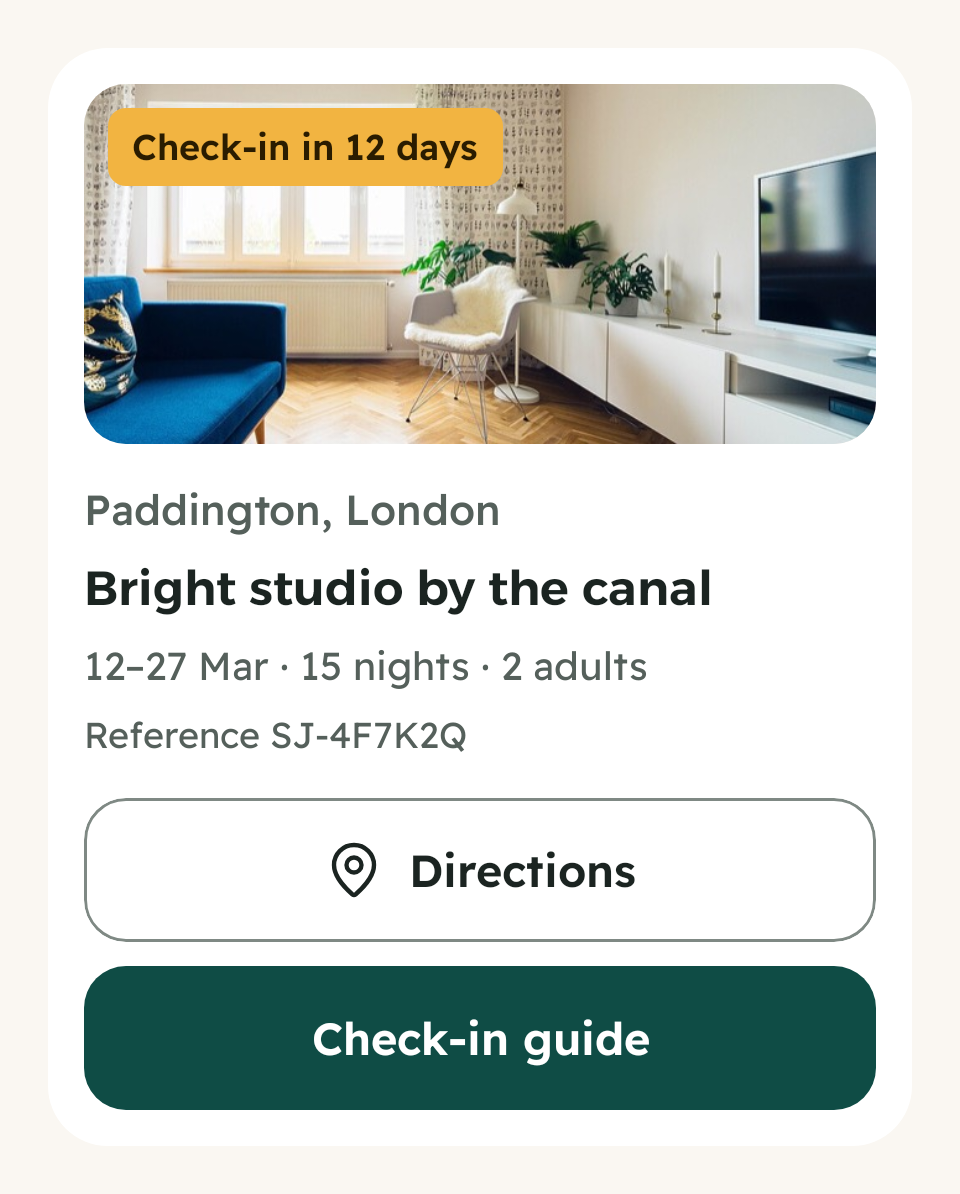 Check-in in 12 days
Paddington, London
Bright studio by the canal
12–27 Mar · 15 nights · 2 adults
Reference SJ-4F7K2Q
Directions
Check-in guide